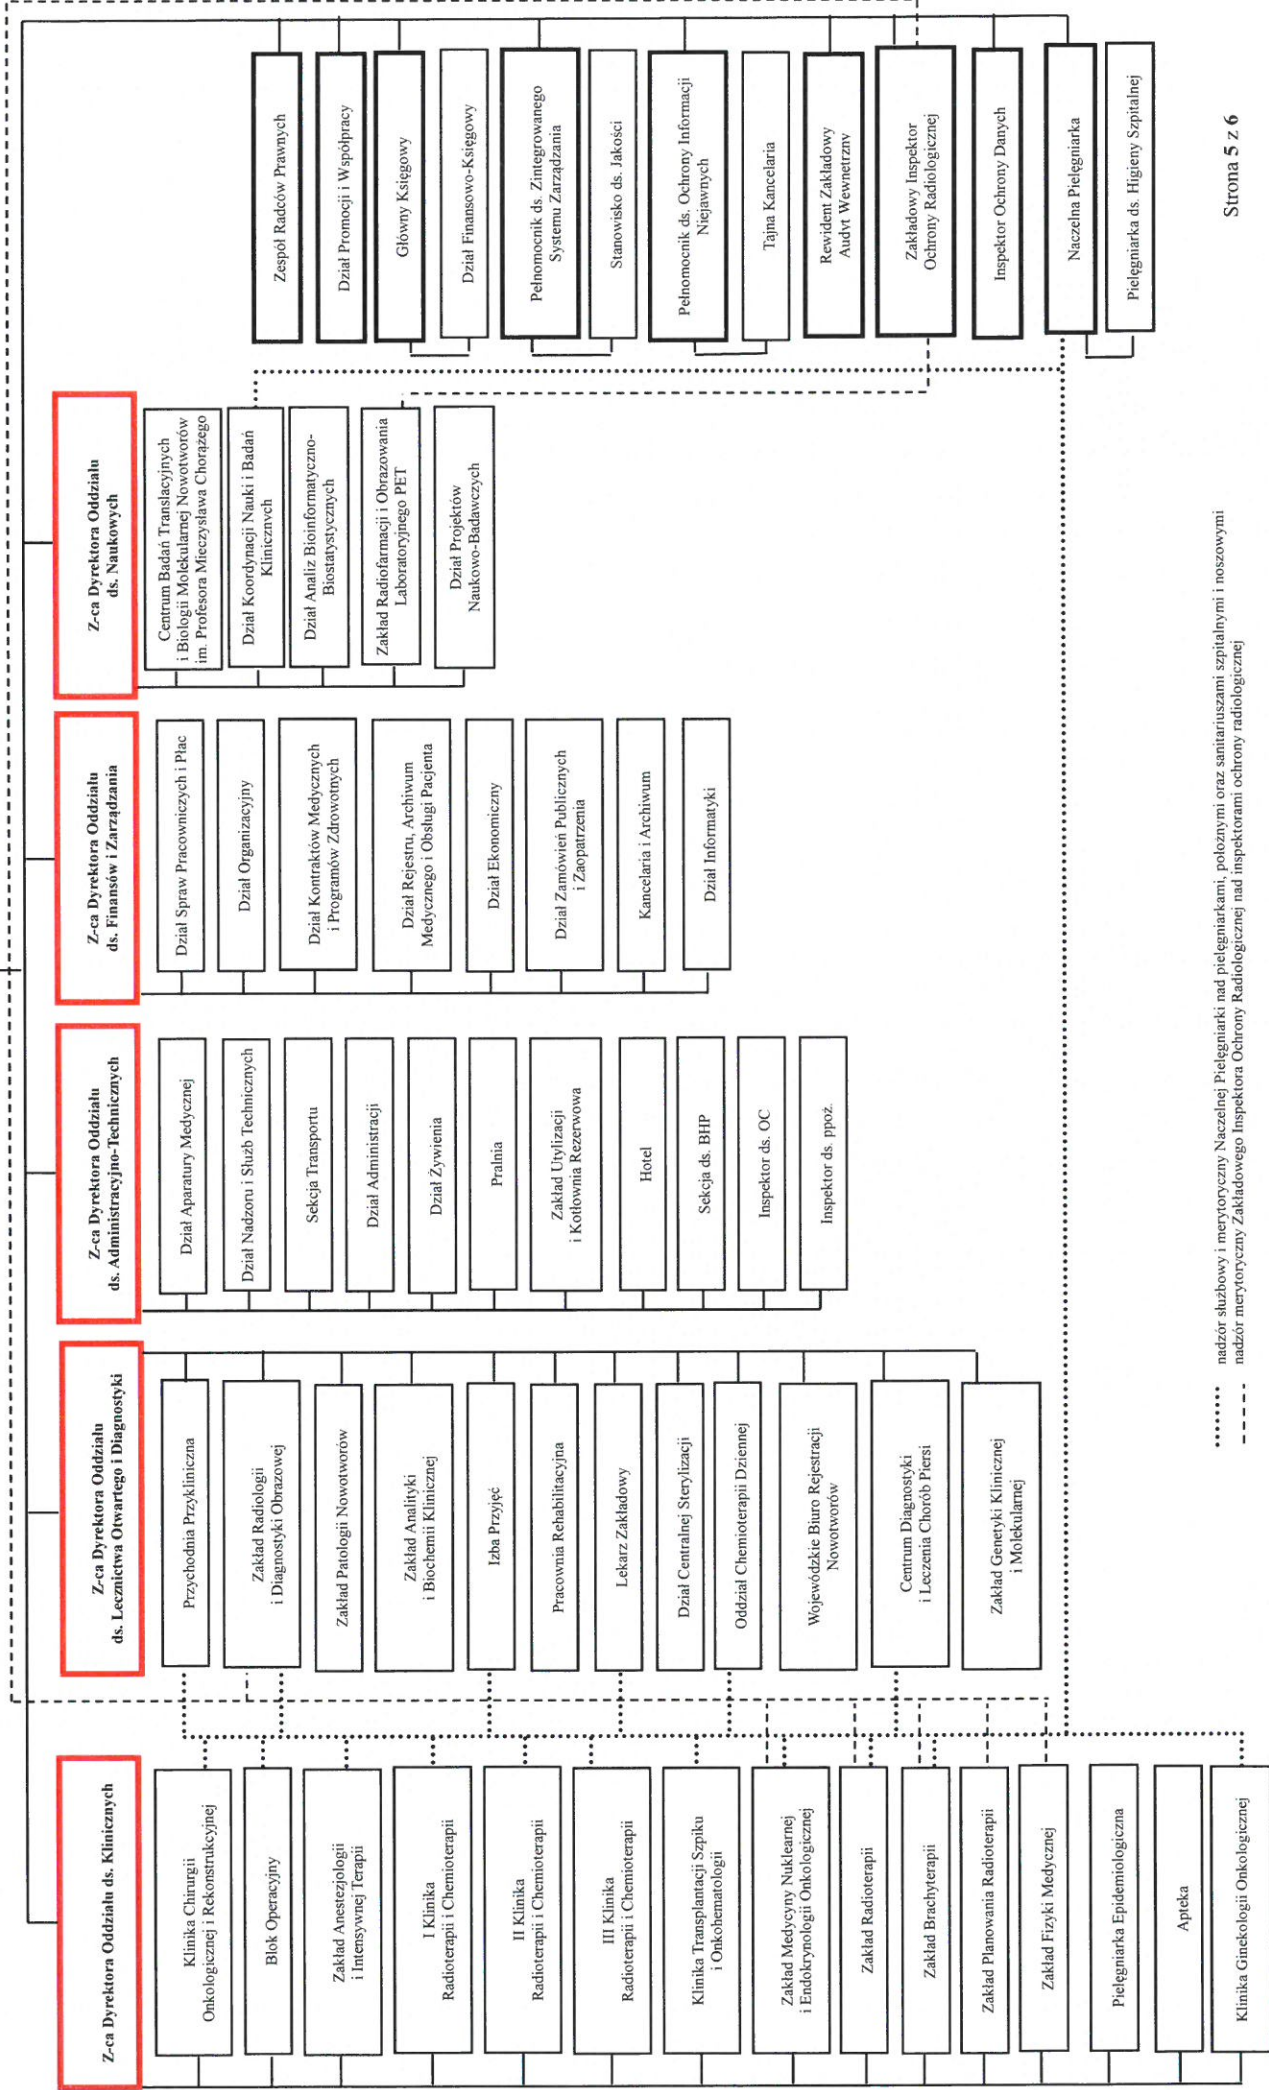 Z-ca Dyrektora Oddziału ds. Klinicznych
Klinika Chirurgii
Onkologicznej i Rekonstrukcyjnej
Blok Operacyjny
Zakład Anestezjologii
i Intensywnej Terapii
I Klinika
Radioterapii i Chemioterapii
II Klinika
Radioterapii i Chemioterapii
III Klinika
Radioterapii i Chemioterapii
Klinika Transplantacji Szpiku
i Onkohematologii
Zakład Medycyny Nuklearnej
i Endokrynologii Onkologicznej
Zakład Radioterapii
Zakład Brachyterapii
Zakład Planowania Radioterapii
Zakład Fizyki Medycznej
Pielęgniarka Epidemiologiczna
Apteka
Klinika Ginekologii Onkologicznej
Z-ca Dyrektora Oddziału
ds. Lecznictwa Otwartego i Diagnostyki
Przychodnia Przykliniczna
Zakład Radiologii
i Diagnostyki Obrazowej
Zakład Patologii Nowotworów
Zakład Analityki
i Biochemii Klinicznej
Izba Przyjęć
Pracownia Rehabilitacyjna
Lekarz Zakładowy
Dział Centralnej Sterylizacji
Oddział Chemioterapii Dziennej
Wojewódzkie Biuro Rejestracji
Nowotworów
Centrum Diagnostyki
i Leczenia Chorób Piersi
Zakład Genetyki Klinicznej
i Molekularnej
Z-ca Dyrektora Oddziału
ds. Administracyjno-Technicznych
Dział Aparatury Medycznej
Dział Nadzoru i Służb Technicznych
Sekcja Transportu
Dział Administracji
Dział Żywienia
Pralnia
Zakład Utylizacji
i Kotłownia Rezerwowa
Hotel
Sekcja ds. BHP
Inspektor ds. OC
Inspektor ds. ppoż.
Z-ca Dyrektora Oddziału
ds. Finansów i Zarządzania
Dział Spraw Pracowniczych i Płac
Dział Organizacyjny
Dział Kontraktów Medycznych
i Programów Zdrowotnych
Dział Rejestru, Archiwum
Medycznego i Obsługi Pacjenta
Dział Ekonomiczny
Dział Zamówień Publicznych
i Zaopatrzenia
Kancelaria i Archiwum
Dział Informatyki
Z-ca Dyrektora Oddziału
ds. Naukowych
Centrum Badań Translacyjnych
i Biologii Molekularnej Nowotworów
im. Profesora Mieczysława Chorążego
Dział Koordynacji Nauki i Badań
Klinicznych
Dział Analiz Bioinformatyczno-
Biostatystycznych
Zakład Radiofarmacji i Obrazowania
Laboratoryjnego PET
Dział Projektów
Naukowo-Badawczych
Zespół Radców Prawnych
Dział Promocji i Współpracy
Główny Księgowy
Dział Finansowo-Księgowy
Pełnomocnik ds. Zintegrowanego
Systemu Zarządzania
Stanowisko ds. Jakości
Pełnomocnik ds. Ochrony Informacji
Niejawnych
Tajna Kancelaria
Rewident Zakładowy
Audyt Wewnętrzny
Zakładowy Inspektor
Ochrony Radiologicznej
Inspektor Ochrony Danych
Naczelna Pielęgniarka
Pielęgniarka ds. Higieny Szpitalnej
nadzór służbowy i merytoryczny Naczelnej Pielęgniarki nad pielęgniarkami, położnymi oraz sanitariuszami szpitalnymi i noszowymi
nadzór merytoryczny Zakładowego Inspektora Ochrony Radiologicznej nad inspektorami ochrony radiologicznej
Strona 5 z 6